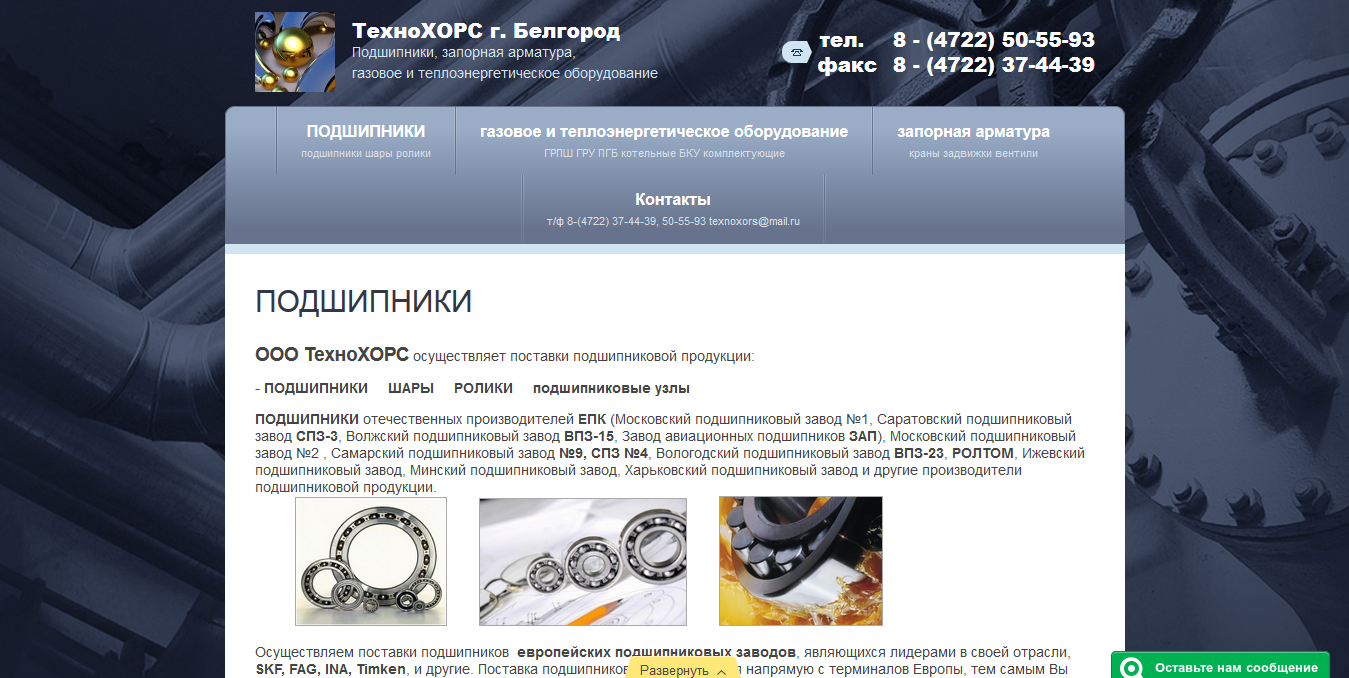 ТехноХОРС г. Белгород
Подшипники, запорная арматура,
газовое и теплоэнергетическое оборудование
тел. 8 - (4722) 50-55-93
факс 8 - (4722) 37-44-39
ПОДШИПНИКИ
подшипники шары ролики
газовое и теплоэнергетическое оборудование
ГРПШ ГРУ ПГБ котельные БКУ комплектующие
запорная арматура
краны задвижки вентили
Контакты
т/ф 8-(4722) 37-44-39, 50-55-93 texnoxors@mail.ru
ПОДШИПНИКИ
ООО ТехноХОРС осуществляет поставки подшипниковой продукции:
- ПОДШИПНИКИ ШАРЫ РОЛИКИ подшипниковые узлы
ПОДШИПНИКИ отечественных производителей ЕПК (Московский подшипниковый завод №1, Саратовский подшипниковый
завод СПЗ-3, Волжский подшипниковый завод ВПЗ-15, Завод авиационных подшипников ЗАП), Московский подшипниковый
завод №2 , Самарский подшипниковый завод №9, СПЗ №4, Вологодский подшипниковый завод ВПЗ-23, РОЛТОМ, Ижевский
подшипниковый завод, Минский подшипниковый завод, Харьковский подшипниковый завод и другие производители
подшипниковой продукции.
Осуществляем поставки подшипников европейских подшипниковых заводов, являющихся лидерами в своей отрасли,
SKF, FAG, INA, Timken, и другие. Поставка подшипников напрямую с терминалов Европы, тем самым Вы
Развернуть
Оставьте нам сообщение